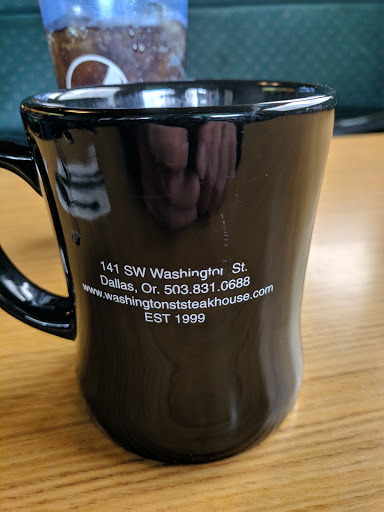 141 SW Washington St.
Dallas, Or. 503.831.0688
www.washingtonststeakhouse.com
EST 1999